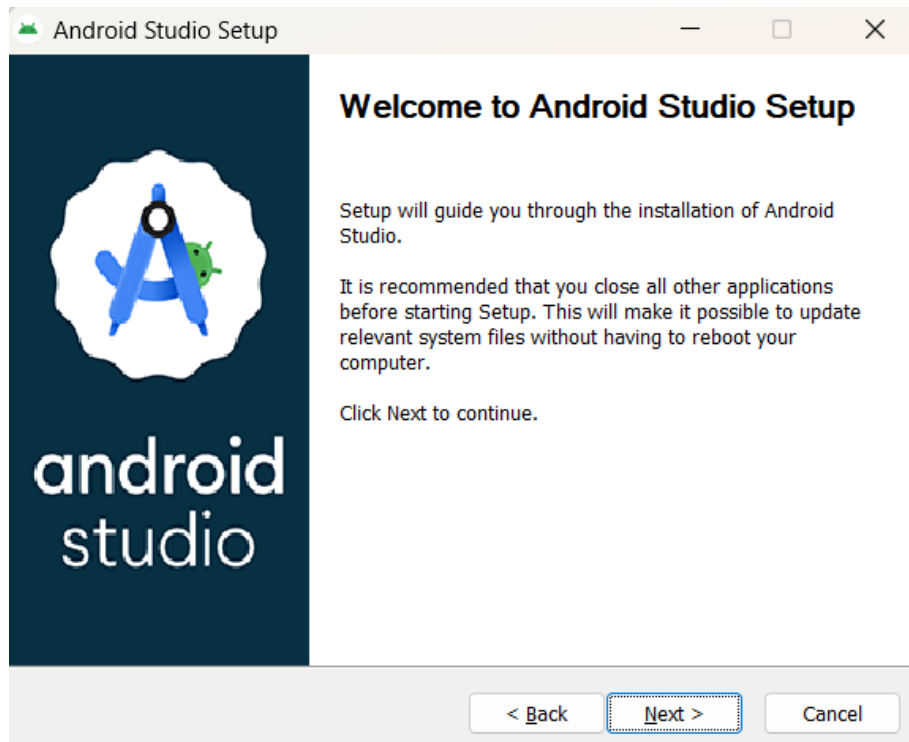 Android Studio Setup
Welcome to Android Studio Setup
Setup will guide you through the installation of Android
Studio.
It is recommended that you close all other applications
before starting Setup. This will make it possible to update
relevant system files without having to reboot your
computer.
Click Next to continue.
android
studio
< Back
Next >
Cancel